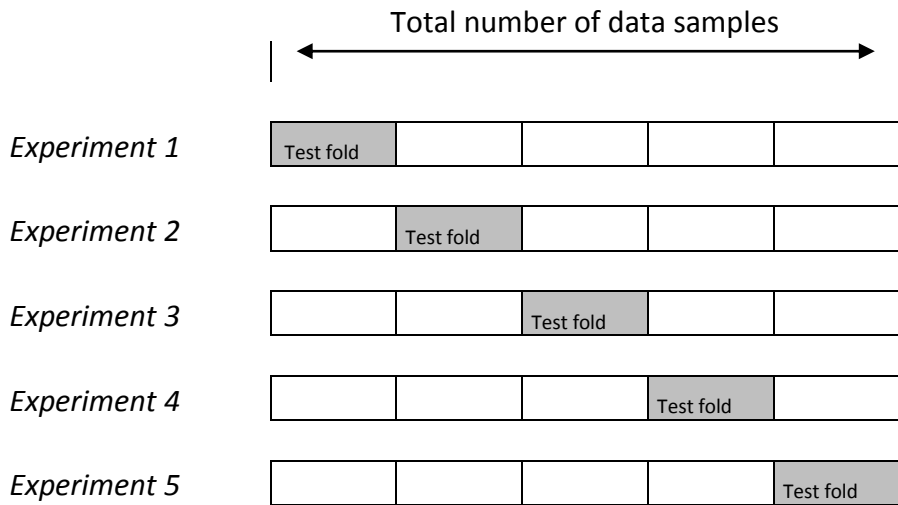 Total number of data samples
Experiment 1
Test fold
Experiment 2
Test fold
Experiment 3
Test fold
Experiment 4
Test fold
Experiment 5
Test fold